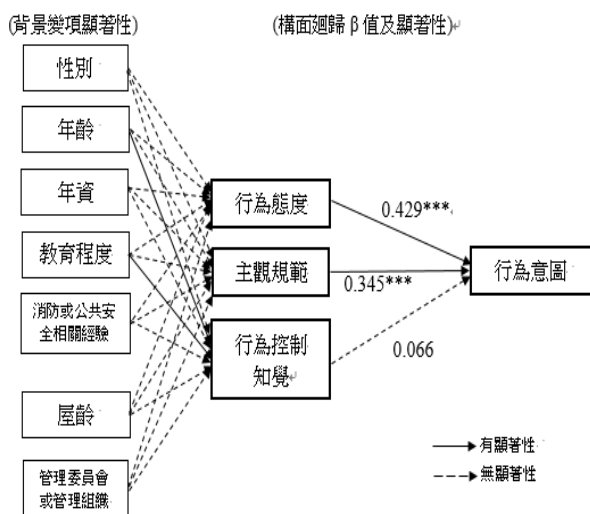 (背景變項顯著性)
(構面廻歸 β 值及顯著性)
性別
年齡
年資
教育程度
消防或公共安
全相關經驗
屋齡
管理委員會
或管理組織
行為態度
主觀規範
行為控制
知覺
0.429***
0.345***
0.066
行為意圖
有顯著性
無顯著性